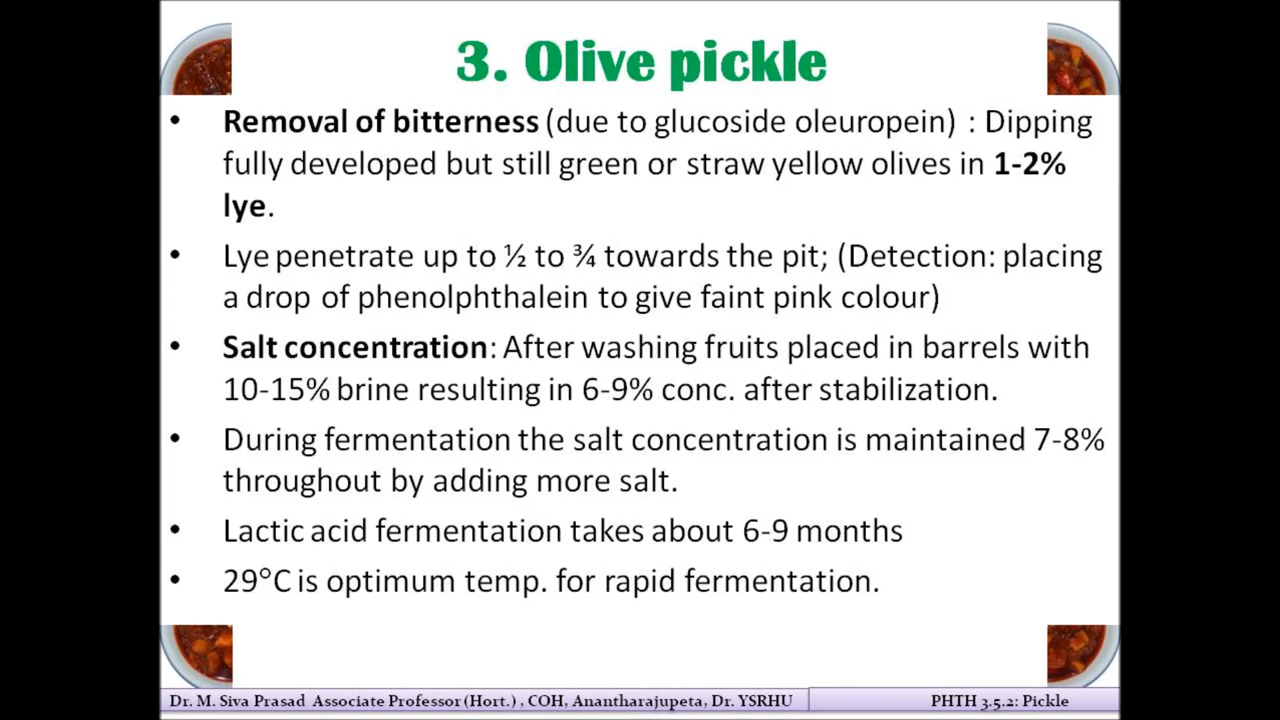 3. Olive pickle
• Removal of bitterness (due to glucoside oleuropein) : Dipping
fully developed but still green or straw yellow olives in 1-2%
lye.
• Lye penetrate up to ½ to ¾ towards the pit; (Detection: placing
a drop of phenolphthalein to give faint pink colour)
• Salt concentration: After washing fruits placed in barrels with
10-15% brine resulting in 6-9% conc. after stabilization.
• During fermentation the salt concentration is maintained 7-8%
throughout by adding more salt.
• Lactic acid fermentation takes about 6-9 months
• 29°C is optimum temp. for rapid fermentation.
Dr. M. Siva Prasad Associate Professor (Hort.) , COH, Anantharajupeta, Dr. YSRHU
PHTH 3.5.2: Pickle